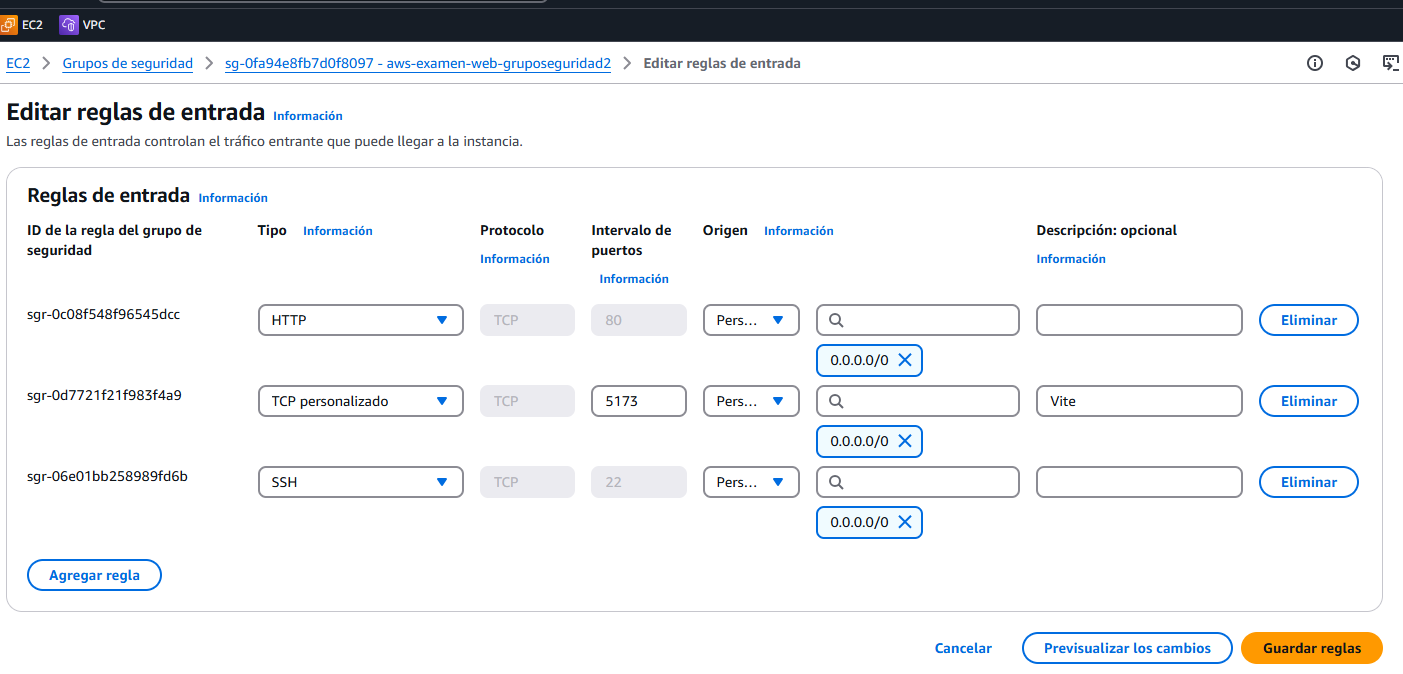 EC2 VPC
EC2 > Grupos de seguridad > sg-0fa94e8fb7d0f8097 - aws-examen-web-gruposeguridad2 > Editar reglas de entrada
Editar reglas de entrada Información
Las reglas de entrada controlan el tráfico entrante que puede llegar a la instancia.
Reglas de entrada Información
ID de la regla del grupo de seguridad
Tipo Información
Protocolo Información
Intervalo de puertos Información
Origen Información
Descripción: opcional Información
sgr-0c08f548f96545dcc HTTP TCP 80 Pers... Eliminar
0.0.0.0/0
sgr-0d7721f21f983f4a9 TCP personalizado TCP 5173 Pers... Vite Eliminar
0.0.0.0/0
sgr-06e01bb258989fd6b SSH TCP 22 Pers... Eliminar
0.0.0.0/0
Agregar regla
Cancelar Previsualizar los cambios Guardar reglas